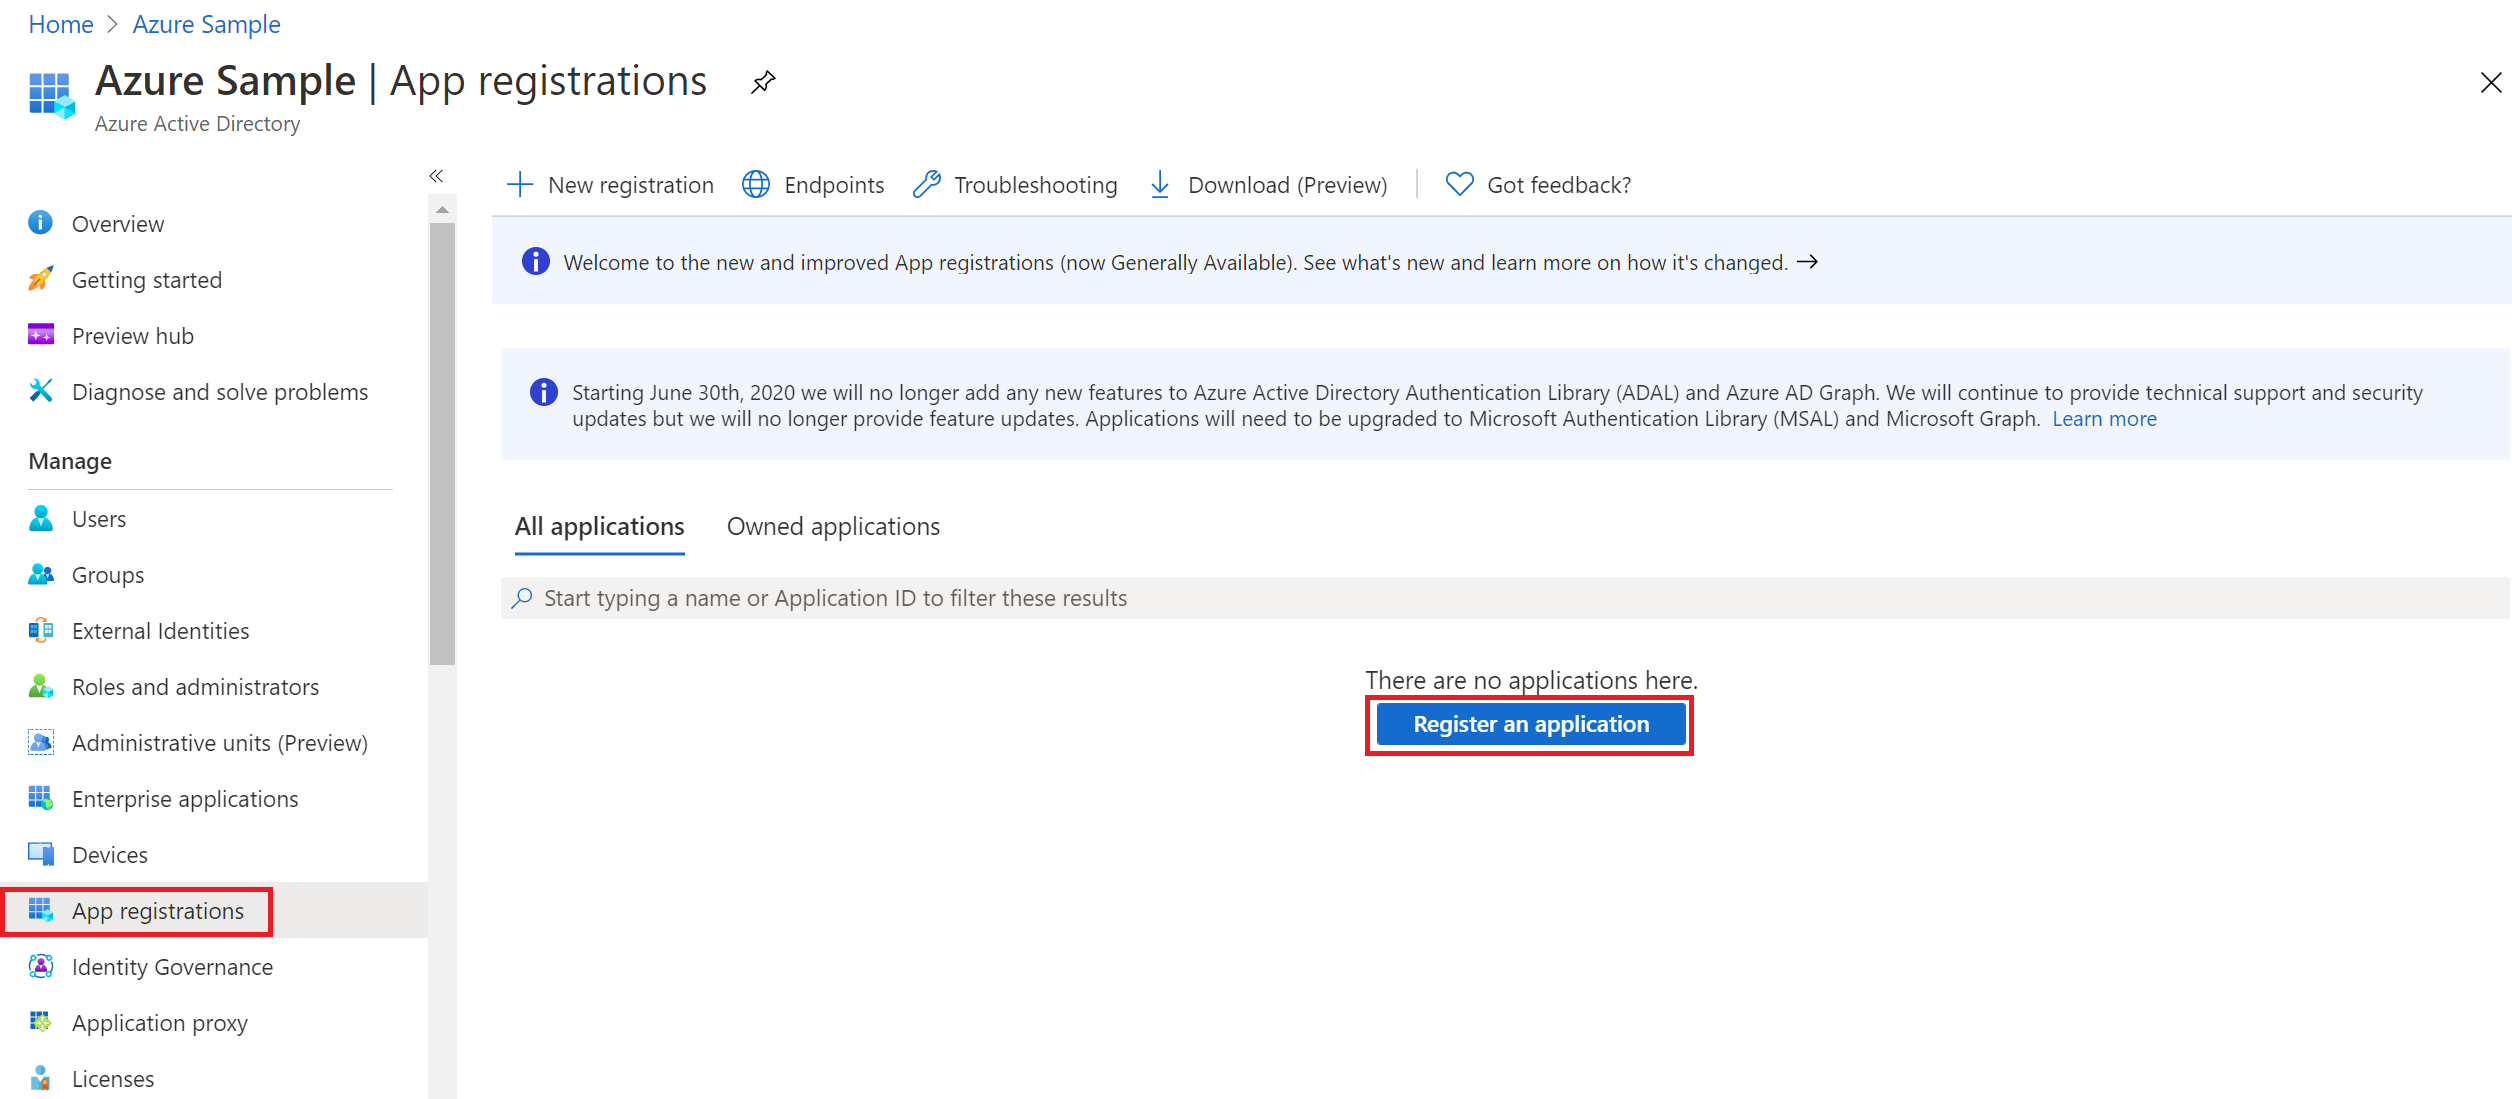 Home > Azure Sample
Azure Sample | App registrations
Azure Active Directory
Overview
Getting started
Preview hub
Diagnose and solve problems
Manage
Users
Groups
External Identities
Roles and administrators
Administrative units (Preview)
Enterprise applications
Devices
App registrations
Identity Governance
Application proxy
Licenses
New registration
Endpoints
Troubleshooting
Download (Preview)
Got feedback?
Welcome to the new and improved App registrations (now Generally Available). See what's new and learn more on how it's changed. →
Starting June 30th, 2020 we will no longer add any new features to Azure Active Directory Authentication Library (ADAL) and Azure AD Graph. We will continue to provide technical support and security
updates but we will no longer provide feature updates. Applications will need to be upgraded to Microsoft Authentication Library (MSAL) and Microsoft Graph. Learn more
All applications
Owned applications
Start typing a name or Application ID to filter these results
There are no applications here.
Register an application